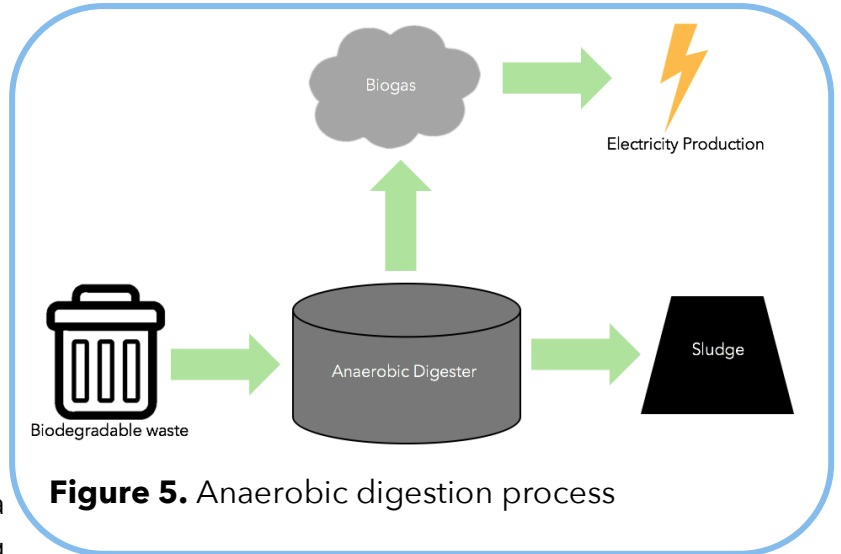 Biogas
Electricity Production
Biodegradable waste
Anaerobic Digester
Sludge
Figure 5. Anaerobic digestion process
a